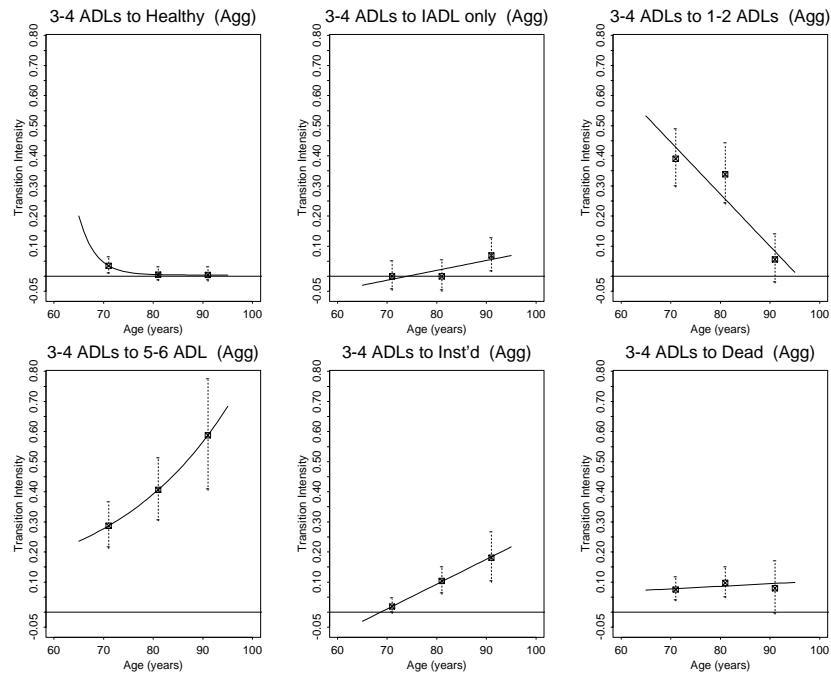 3-4 ADLs to Healthy (Agg)
Transition Intensity
-0.05 0.10 0.20 0.30 0.40 0.50 0.60 0.70 0.80
60 70 80 90 100
Age (years)
3-4 ADLs to IADL only (Agg)
Transition Intensity
-0.05 0.10 0.20 0.30 0.40 0.50 0.60 0.70 0.80
60 70 80 90 100
Age (years)
3-4 ADLs to 1-2 ADLs (Agg)
Transition Intensity
-0.05 0.10 0.20 0.30 0.40 0.50 0.60 0.70 0.80
60 70 80 90 100
Age (years)
3-4 ADLs to 5-6 ADL (Agg)
Transition Intensity
-0.05 0.10 0.20 0.30 0.40 0.50 0.60 0.70 0.80
60 70 80 90 100
Age (years)
3-4 ADLs to Inst'd (Agg)
Transition Intensity
-0.05 0.10 0.20 0.30 0.40 0.50 0.60 0.70 0.80
60 70 80 90 100
Age (years)
3-4 ADLs to Dead (Agg)
Transition Intensity
-0.05 0.10 0.20 0.30 0.40 0.50 0.60 0.70 0.80
60 70 80 90 100
Age (years)